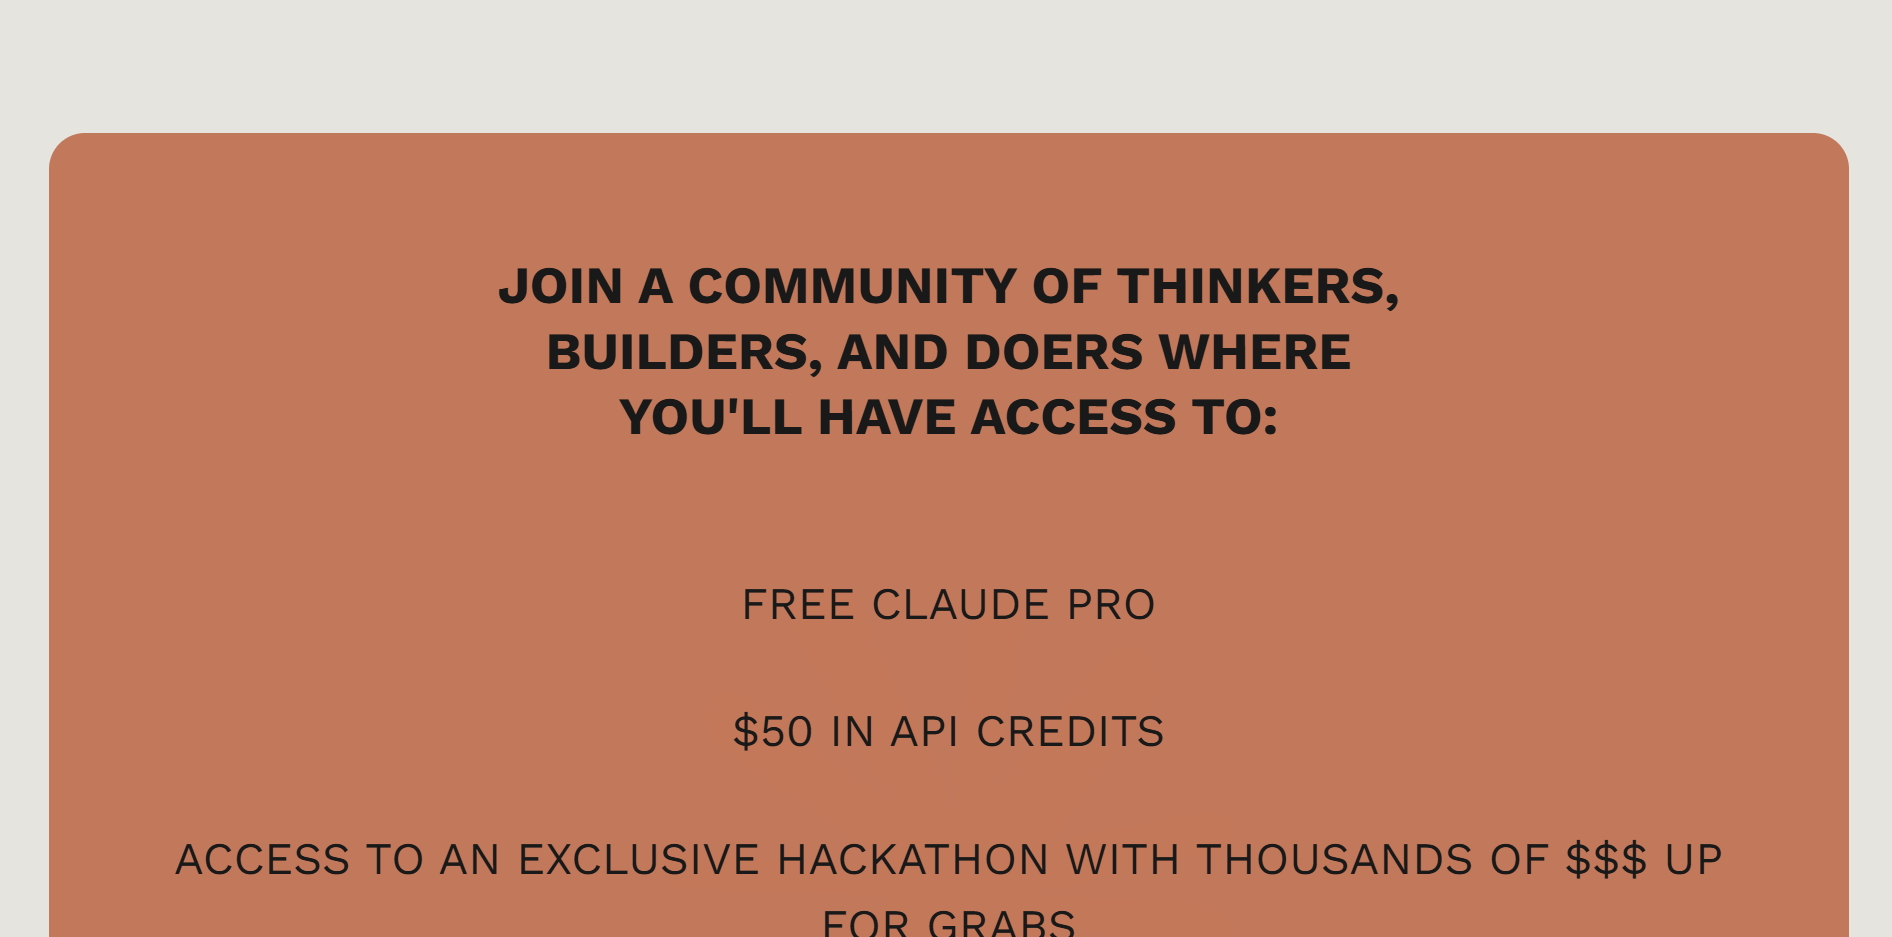 JOIN A COMMUNITY OF THINKERS,
BUILDERS, AND DOERS WHERE
YOU'LL HAVE ACCESS TO:
FREE CLAUDE PRO
$50 IN API CREDITS
ACCESS TO AN EXCLUSIVE HACKATHON WITH THOUSANDS OF $$$ UP
FOR GRABS